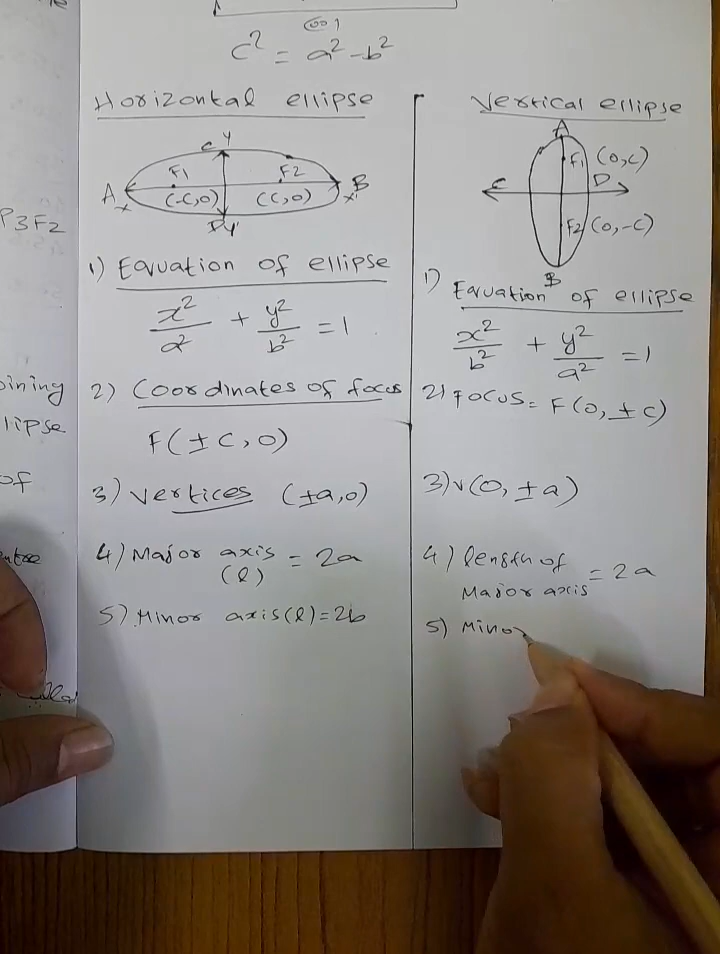 c² = a² - b²
Horizontal ellipse
C Y
F1 F2
A B
x (-c,0) (c,0) x'
D Y'
1) Equation of ellipse
x²/a² + y²/b² = 1
2) Coordinates of focus
F(±c, 0)
3) Vertices (±a, 0)
4) Major axis (l) = 2a
5) Minor axis (l) = 2b
Vertical ellipse
A
F1 (0,c)
C D
F2 (0,-c)
B
1) Equation of ellipse
x²/b² + y²/a² = 1
2) Focus = F(0, ±c)
3) V(0, ±a)
4) length of Major axis = 2a
5) Minor
P3F2
of